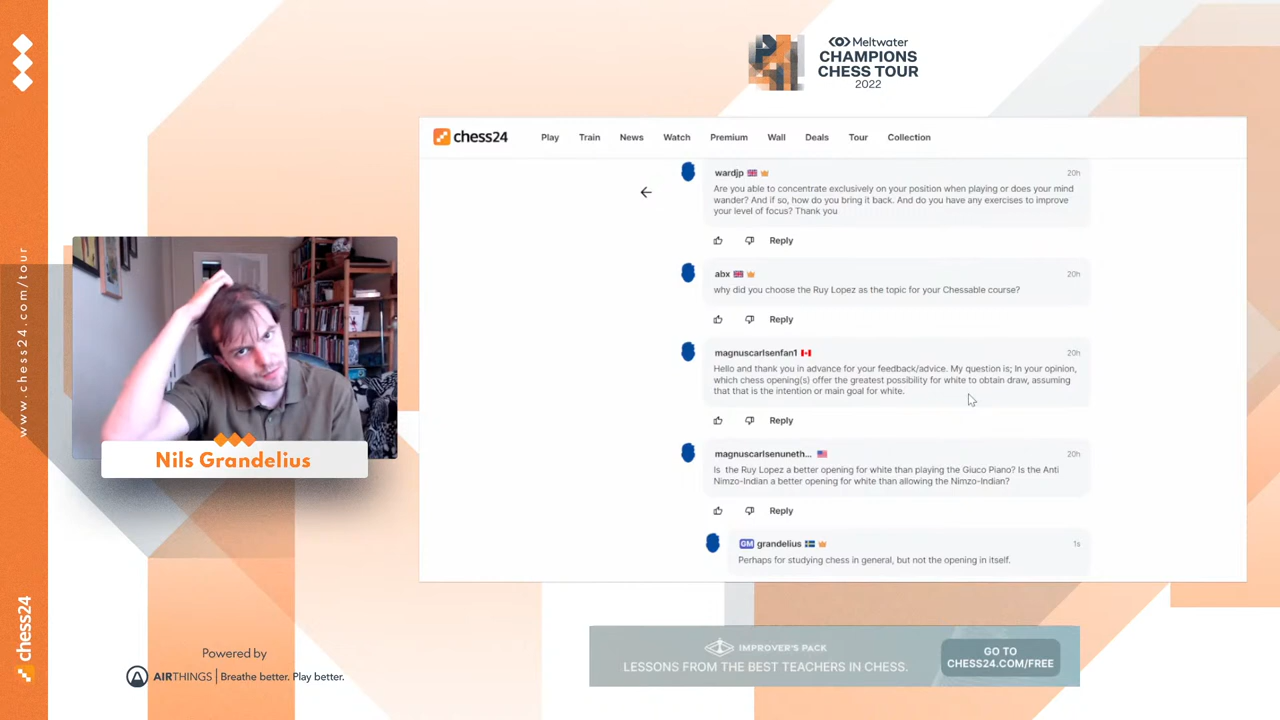 www.chess24.com/tour
chess24
Meltwater
CHAMPIONS
CHESS TOUR
2022
chess24 Play Train News Watch Premium Wall Deals Tour Collection
wardjp 20h
Are you able to concentrate exclusively on your position when playing or does your mind
wander? And if so, how do you bring it back. And do you have any exercises to improve
your level of focus? Thank you
Reply
abx 20h
why did you choose the Ruy Lopez as the topic for your Chessable course?
Reply
magnuscarlsenfan1 20h
Hello and thank you in advance for your feedback/advice. My question is; In your opinion,
which chess opening(s) offer the greatest possibility for white to obtain draw, assuming
that that is the intention or main goal for white.
Reply
magnuscarlsenuneth... 20h
Is the Ruy Lopez a better opening for white than playing the Giuco Piano? Is the Anti
Nimzo-Indian a better opening for white than allowing the Nimzo-Indian?
Reply
GM grandelius 1s
Perhaps for studying chess in general, but not the opening in itself.
Nils Grandelius
Powered by
AIRTHINGS | Breathe better. Play better.
IMPROVER'S PACK
LESSONS FROM THE BEST TEACHERS IN CHESS.
GO TO
CHESS24.COM/FREE